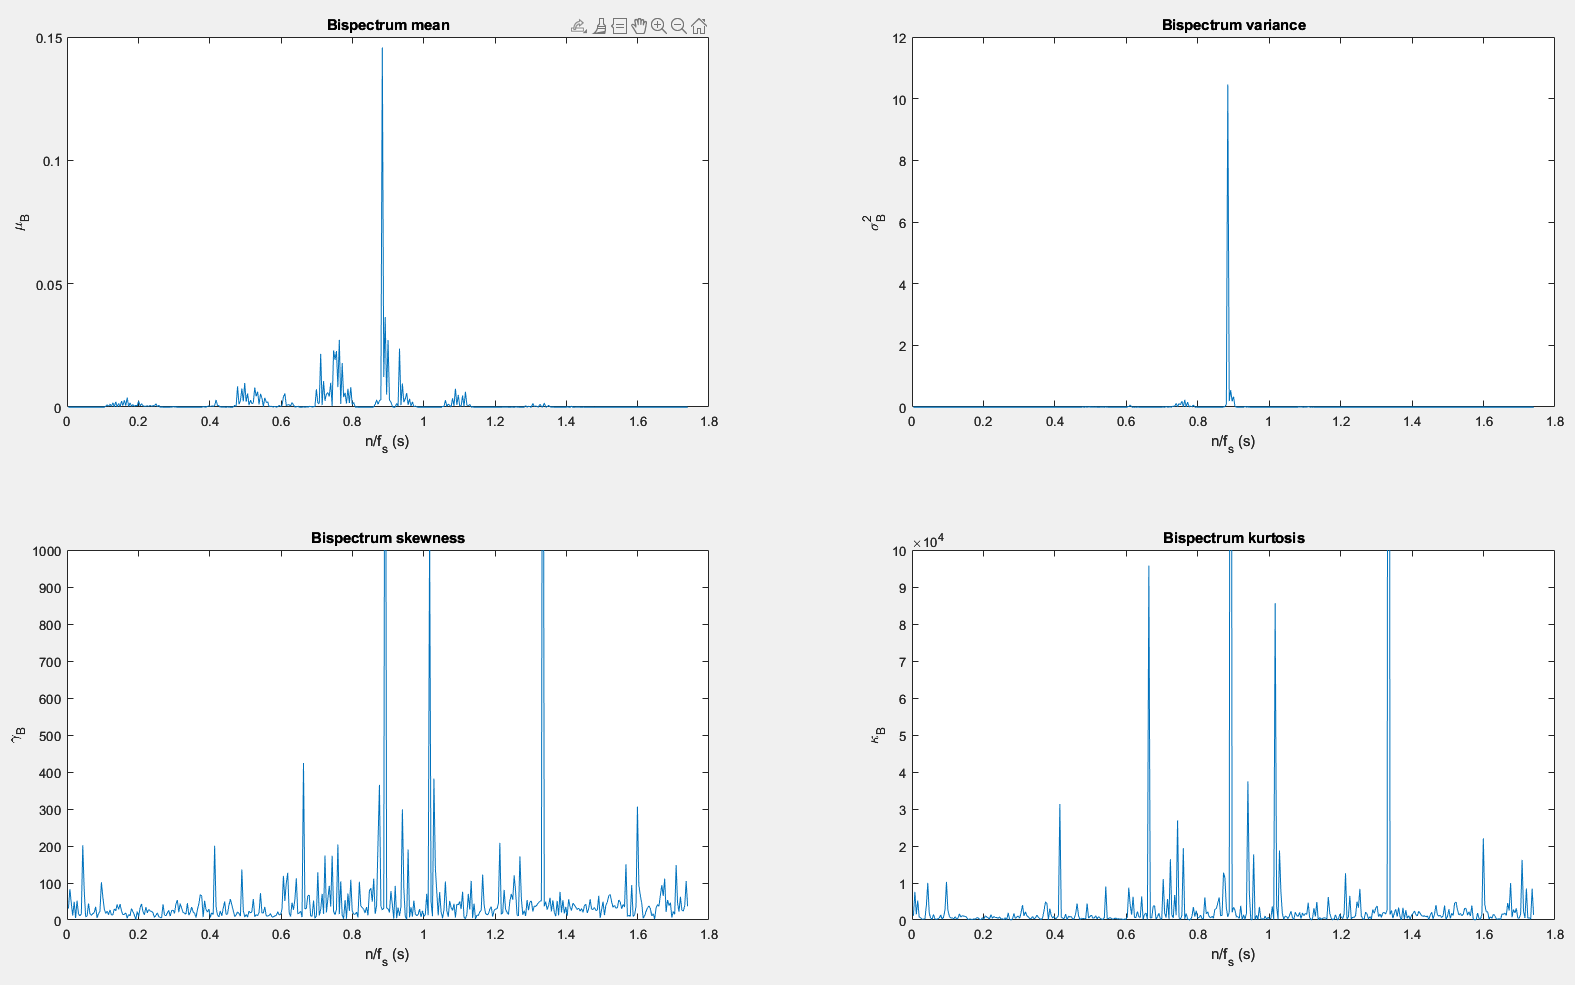 Bispectrum mean
0.15
0.1
0.05
0
μB
0 0.2 0.4 0.6 0.8 1 1.2 1.4 1.6 1.8
n/fs (s)
Bispectrum variance
12
10
8
6
4
2
0
σB2
0 0.2 0.4 0.6 0.8 1 1.2 1.4 1.6 1.8
n/fs (s)
Bispectrum skewness
1000
900
800
700
600
500
400
300
200
100
0
γB
0 0.2 0.4 0.6 0.8 1 1.2 1.4 1.6 1.8
n/fs (s)
Bispectrum kurtosis
×104
10
9
8
7
6
5
4
3
2
1
0
κB
0 0.2 0.4 0.6 0.8 1 1.2 1.4 1.6 1.8
n/fs (s)